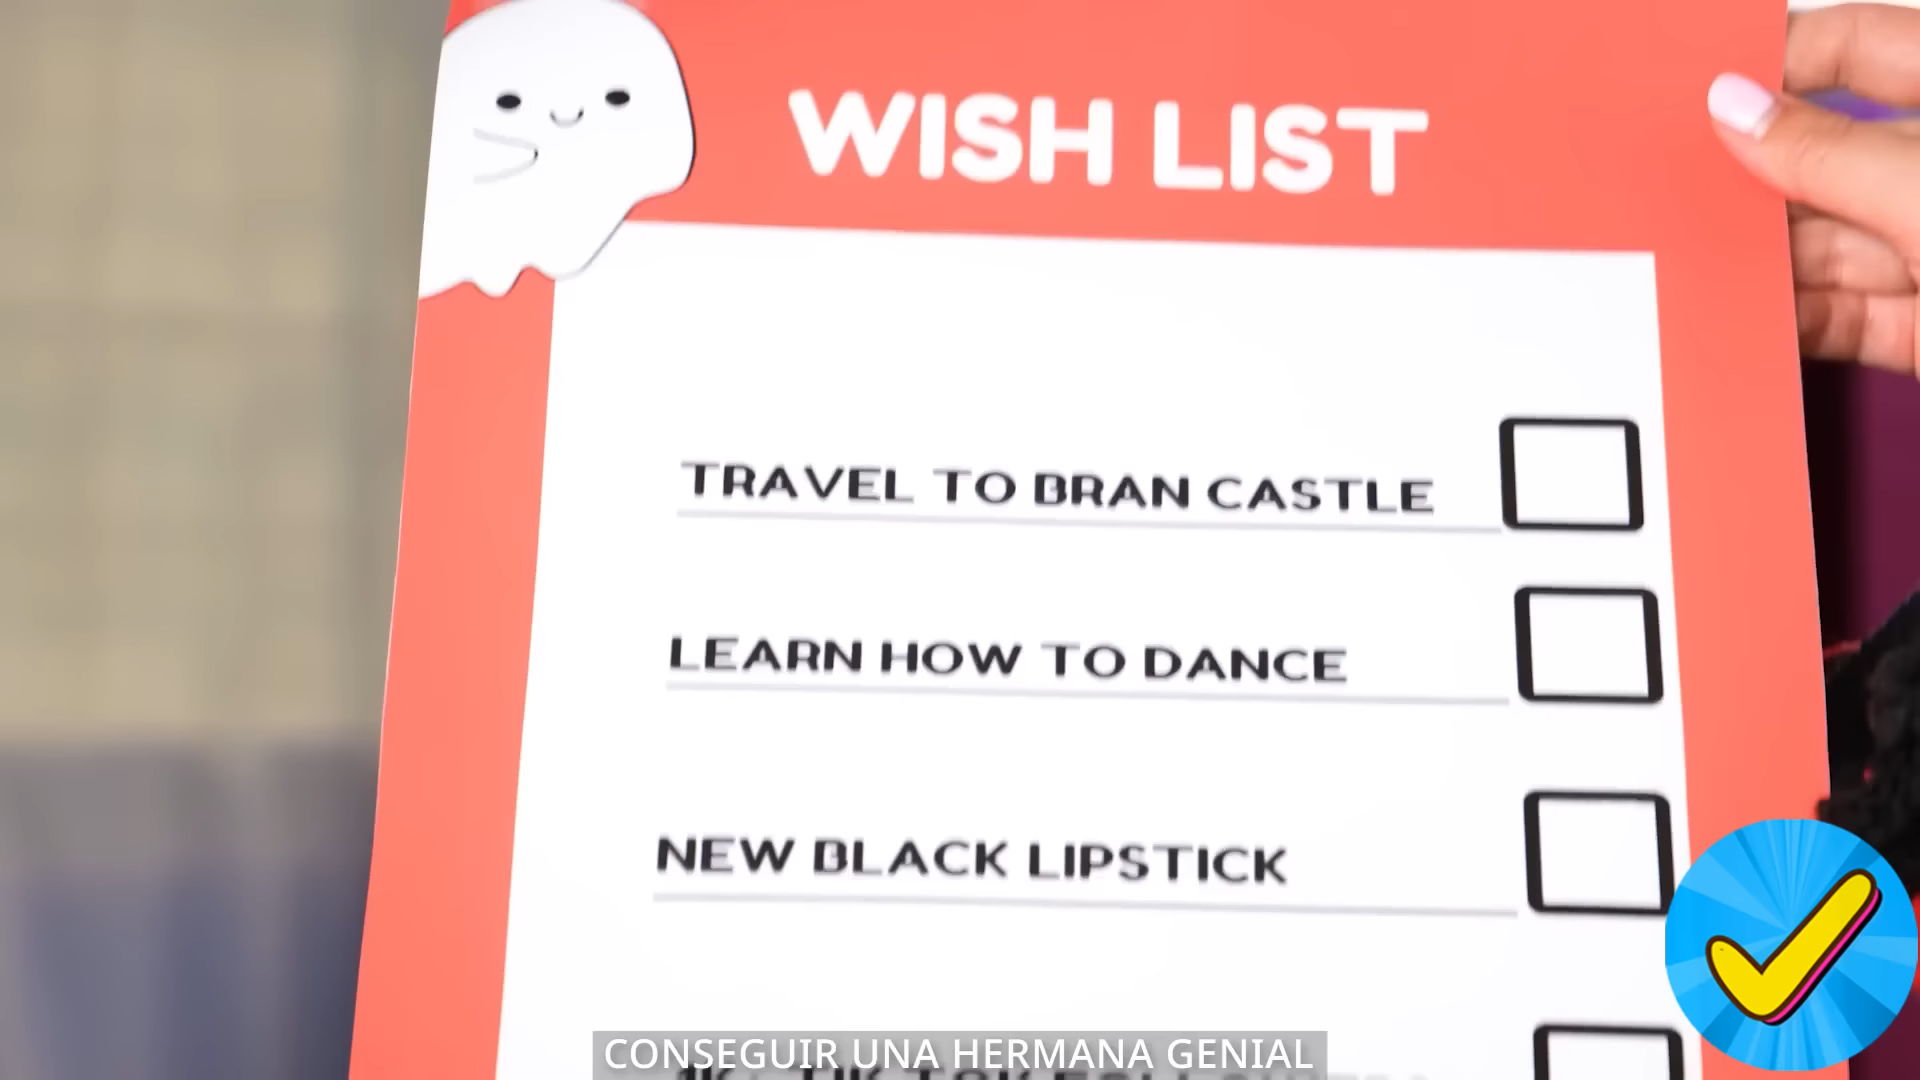 WISH LIST
TRAVEL TO BRAN CASTLE
LEARN HOW TO DANCE
NEW BLACK LIPSTICK
CONSEGUIR UNA HERMANA GENIAL